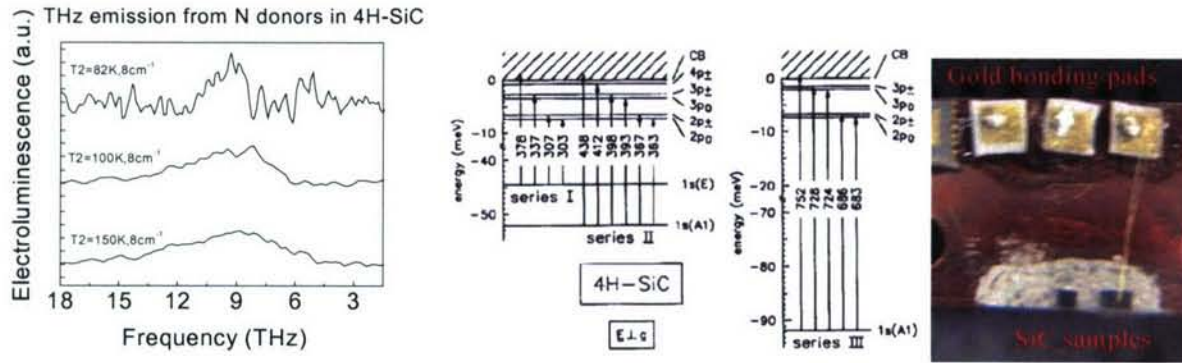 THz emission from N donors in 4H-SiC
Electroluminescence (a.u.)
T2=82K,8cm⁻¹
T2=100K,8cm⁻¹
T2=150K,8cm⁻¹
18 15 12 9 6 3
Frequency (THz)
energy (meV)
0
-10
-40
-50
CB
4p±
3p±
3p0
2p±
2p0
378 337 307 303 438 412 398 393 367 363
1s(E)
series I
1s(A1)
series II
4H-SiC
E⊥c
energy (meV)
0
-10
-20
-70
-80
-90
CB
3p±
3p0
2p±
2p0
752 728 724 686 683
1s(A1)
series III
Gold bonding pads
SiC samples